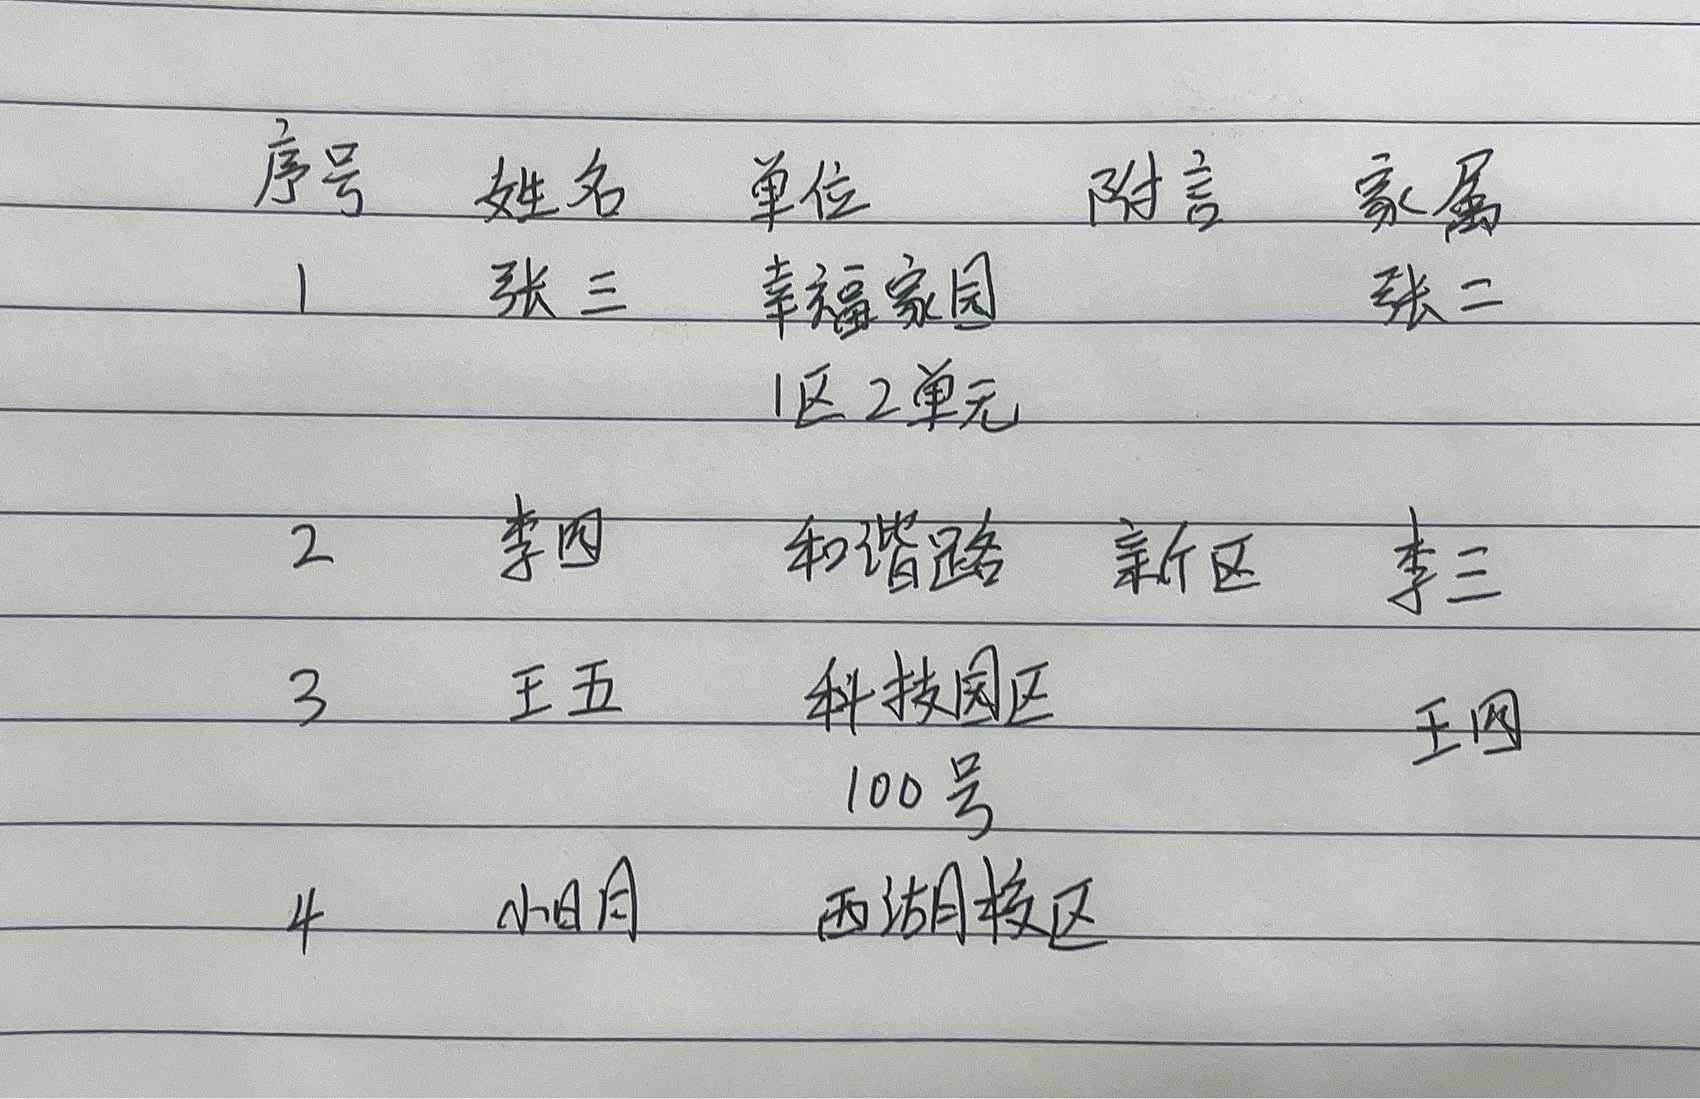 序号 姓名 单位 附言 家属
1 张三 幸福家园 张二
1区2单元
2 李四 和谐路 新区 李三
3 王五 科技园区 王四
100号
4 小明 西湖校区